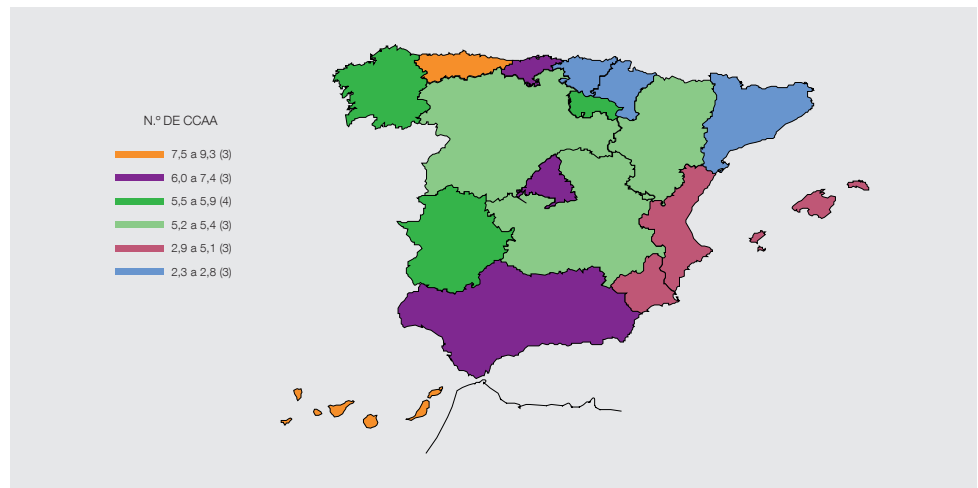 N.º DE CCAA
7,5 a 9,3 (3)
6,0 a 7,4 (3)
5,5 a 5,9 (4)
5,2 a 5,4 (3)
2,9 a 5,1 (3)
2,3 a 2,8 (3)